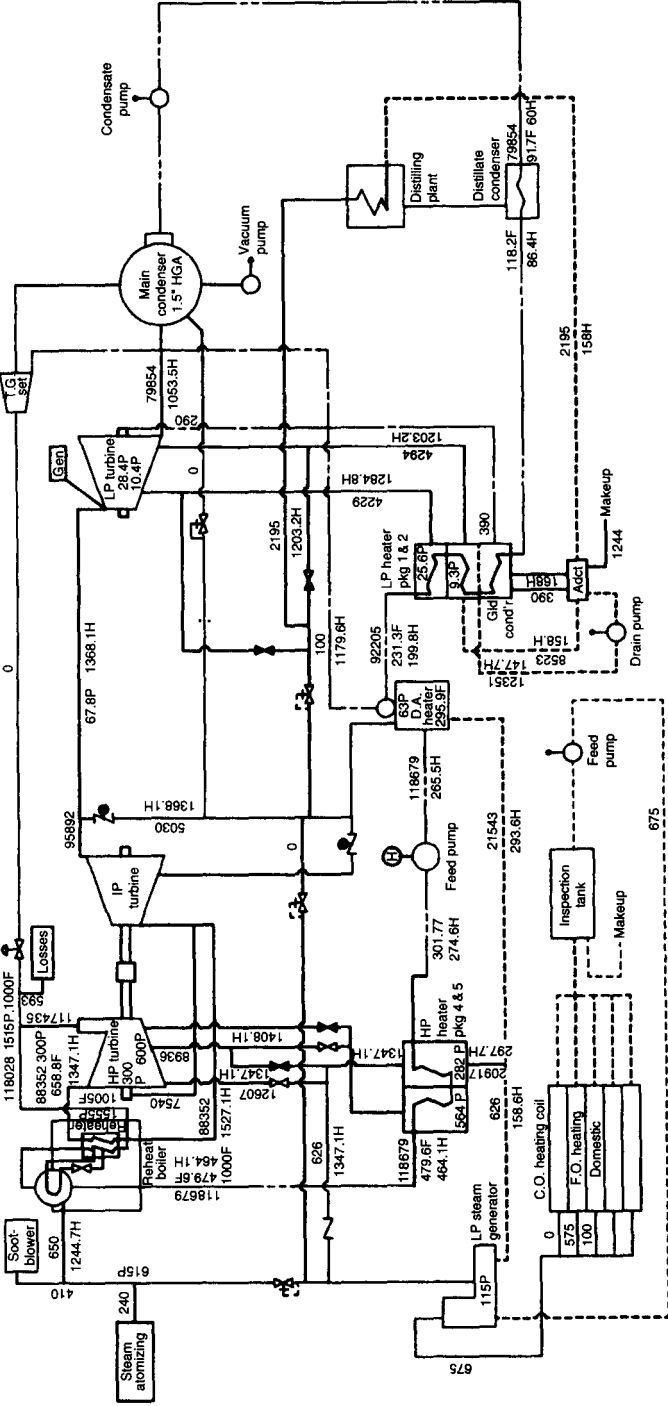 Condensate
pump
Main
condenser
1.5" HGA
Vacuum
pump
T.G
set
79854
1053.5H
290
Gen
LP turbine
28.4P
10.4P
0
2195
1203.2H
4294
1203.2H
4229
1284.8H
Distilling
plant
Distillate
condenser
79854
91.7F 60H
118.2F
86.4H
2195
158H
390
LP heater
pkg 1 & 2
25.6P
9.3P
Gld
cond'r
390
168H
Adct
Makeup
1244
158.H
8523
147.7H
12351
Drain pump
92205
231.3F
199.8H
100
1179.6H
63P
D.A.
heater
295.9F
0
67.8P 1368.1H
95892
1368.1H
5030
0
118679
265.5H
H
Feed pump
301.77
274.6H
21543
293.6H
Feed
pump
675
IP
turbine
Inspection
tank
Makeup
Losses
593
118028 1515P.1000F
117435
88352 300P
658.8F
1347.1H
HP turbine
300
P
600P
1005F
1555P
Reheater
7540
8936
1408.1H
1347.1H
12607
1347.1H
88352
1527.1H
1000F
Reheat
boiler
464.1H
479.6F
118679
HP
heater
pkg 4 & 5
282 P
564 P
297.7H
20917
118679
479.6F
464.1H
626
1347.1H
626
158.6H
Soot-
blower
650
1244.7H
410
615P
240
Steam
atomizing
LP steam
generator
115P
675
C.O. heating coil
F.O. heating
Domestic
0
575
100